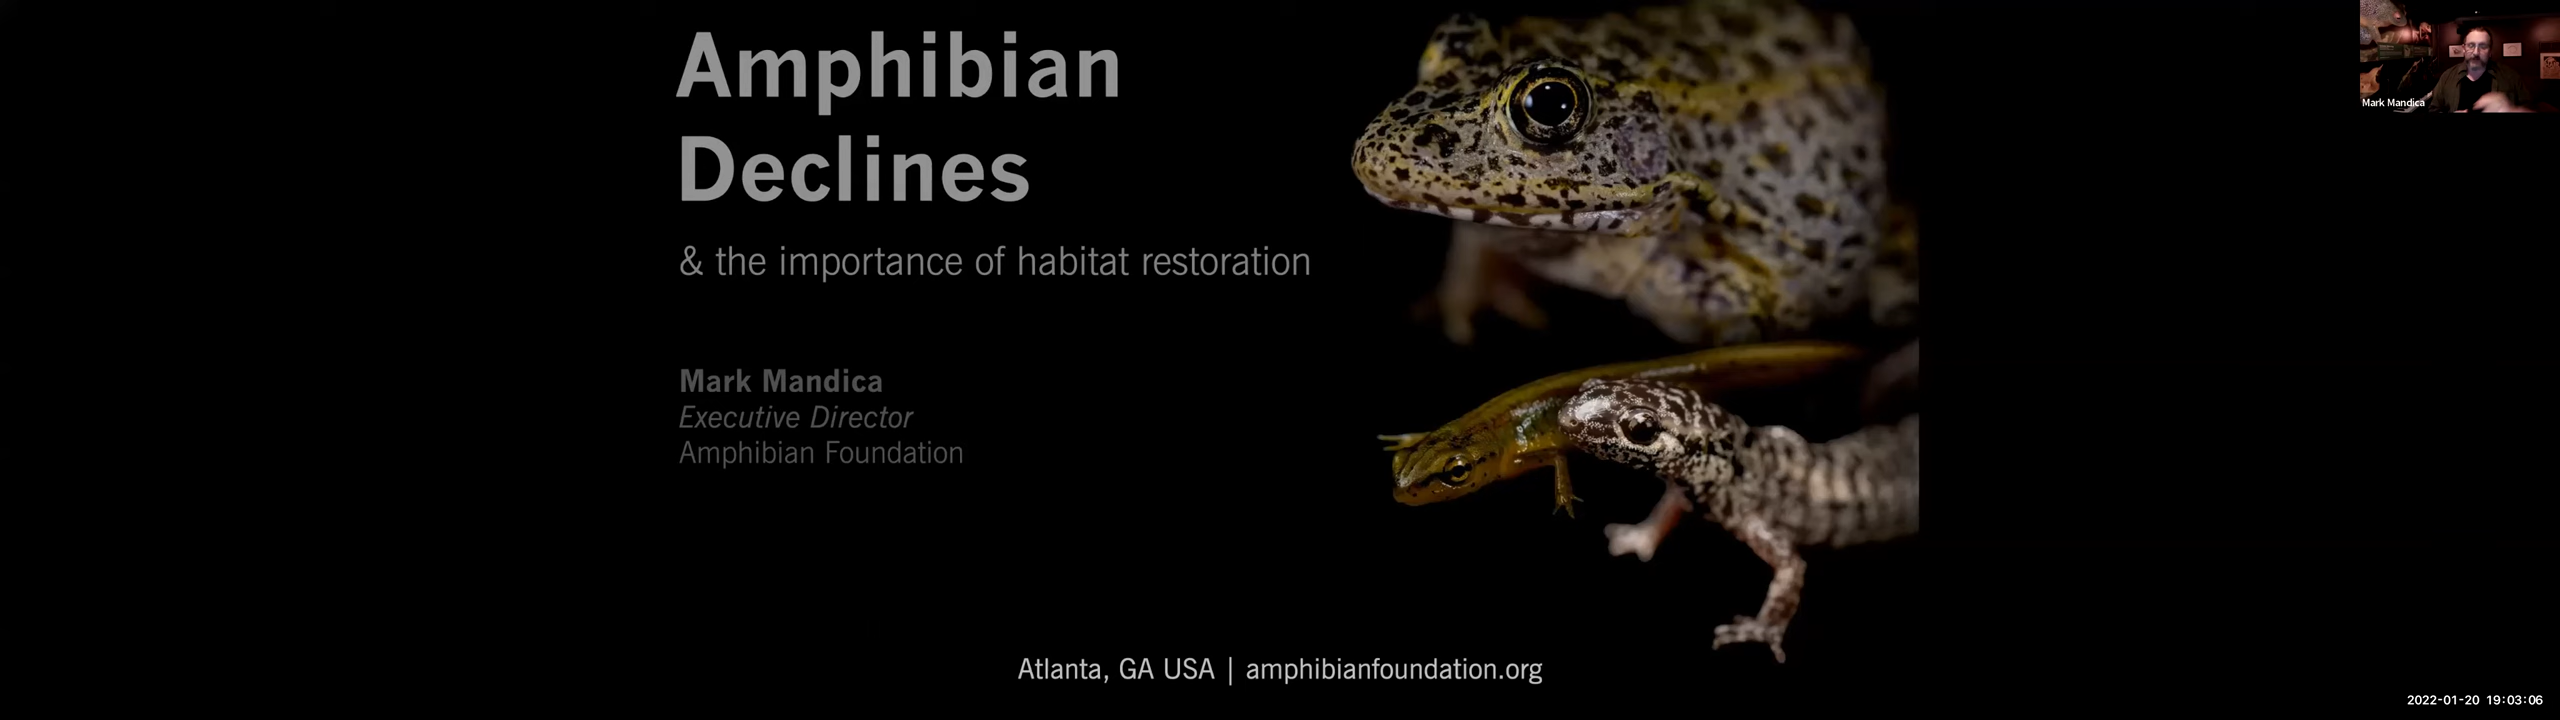 Amphibian
Declines
& the importance of habitat restoration
Mark Mandica
Executive Director
Amphibian Foundation
Atlanta, GA USA | amphibianfoundation.org
Mark Mandica
2022-01-20 19:03:06